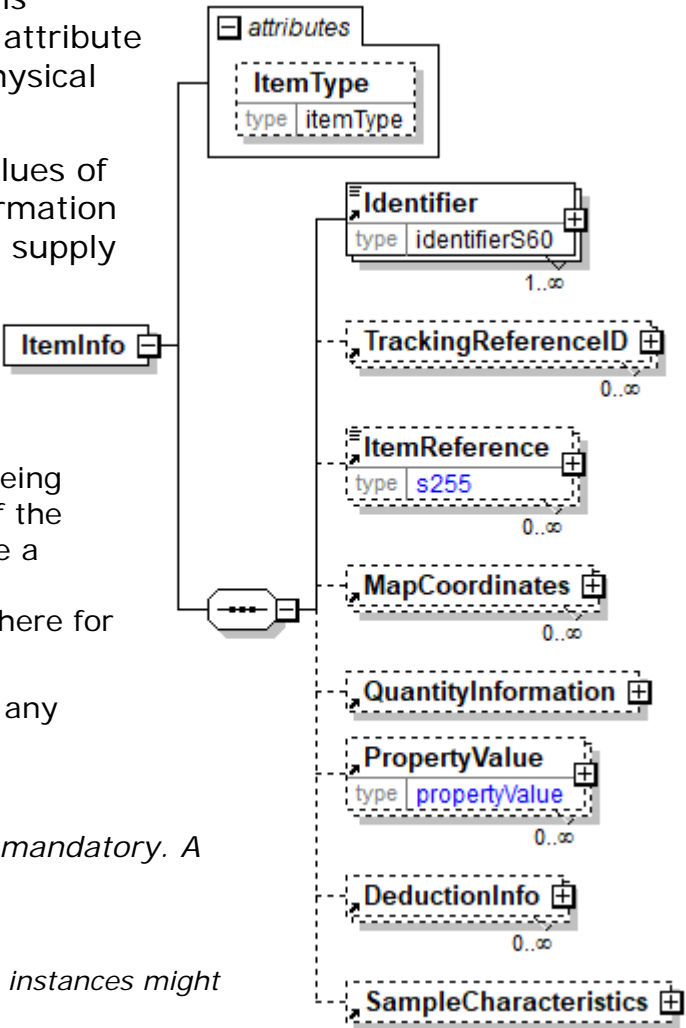 is
attribute
hysical
lues of
rmation
supply
eing
f the
e a
here for
any
mandatory. A
instances might
attributes
ItemType
type itemType
ItemInfo
Identifier
type identifierS60
1..∞
TrackingReferenceID
0..∞
ItemReference
type s255
0..∞
MapCoordinates
0..∞
QuantityInformation
PropertyValue
type propertyValue
0..∞
DeductionInfo
0..∞
SampleCharacteristics